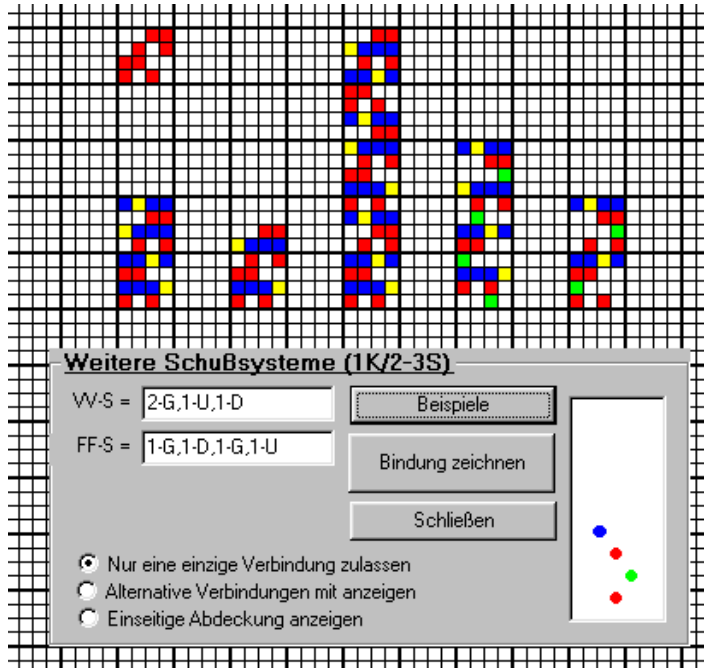 Weitere Schußsysteme (1K/2-3S)
VV-S = 2-G,1-U,1-D
Beispiele
FF-S = 1-G,1-D,1-G,1-U
Bindung zeichnen
Schließen
Nur eine einzige Verbindung zulassen
Alternative Verbindungen mit anzeigen
Einseitige Abdeckung anzeigen